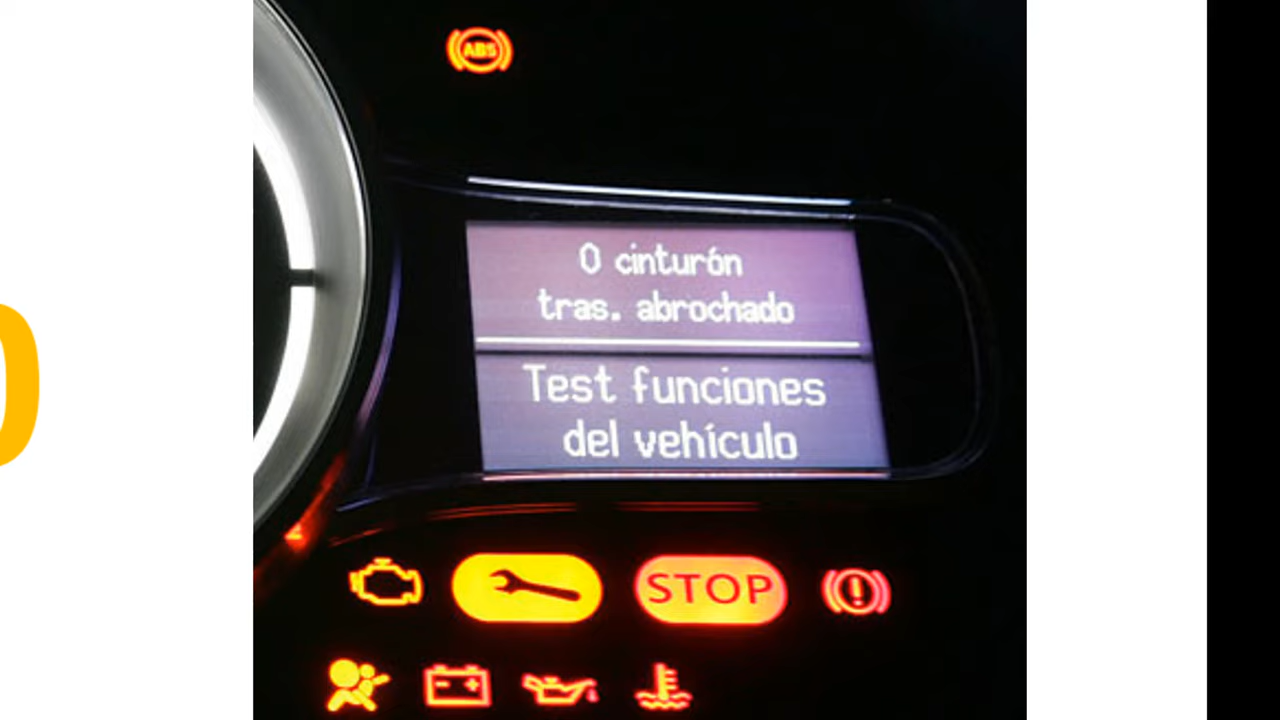 ABS
0 cinturón
tras. abrochado
Test funciones
del vehículo
STOP